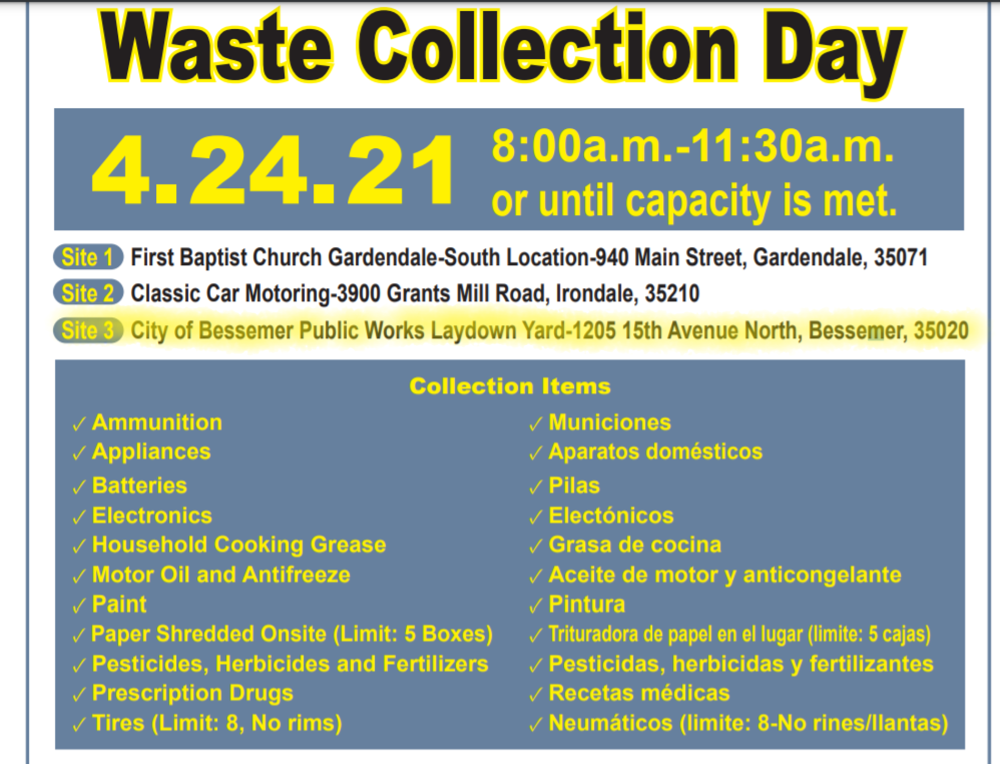 Waste Collection Day
4.24.21
8:00a.m.-11:30a.m.
or until capacity is met.
Site 1 First Baptist Church Gardendale-South Location-940 Main Street, Gardendale, 35071
Site 2 Classic Car Motoring-3900 Grants Mill Road, Irondale, 35210
Site 3 City of Bessemer Public Works Laydown Yard-1205 15th Avenue North, Bessemer, 35020
Collection Items
✓ Ammunition
✓ Appliances
✓ Batteries
✓ Electronics
✓ Household Cooking Grease
✓ Motor Oil and Antifreeze
✓ Paint
✓ Paper Shredded Onsite (Limit: 5 Boxes)
✓ Pesticides, Herbicides and Fertilizers
✓ Prescription Drugs
✓ Tires (Limit: 8, No rims)
✓ Municiones
✓ Aparatos domésticos
✓ Pilas
✓ Electónicos
✓ Grasa de cocina
✓ Aceite de motor y anticongelante
✓ Pintura
✓ Trituradora de papel en el lugar (limite: 5 cajas)
✓ Pesticidas, herbicidas y fertilizantes
✓ Recetas médicas
✓ Neumáticos (limite: 8-No rines/llantas)